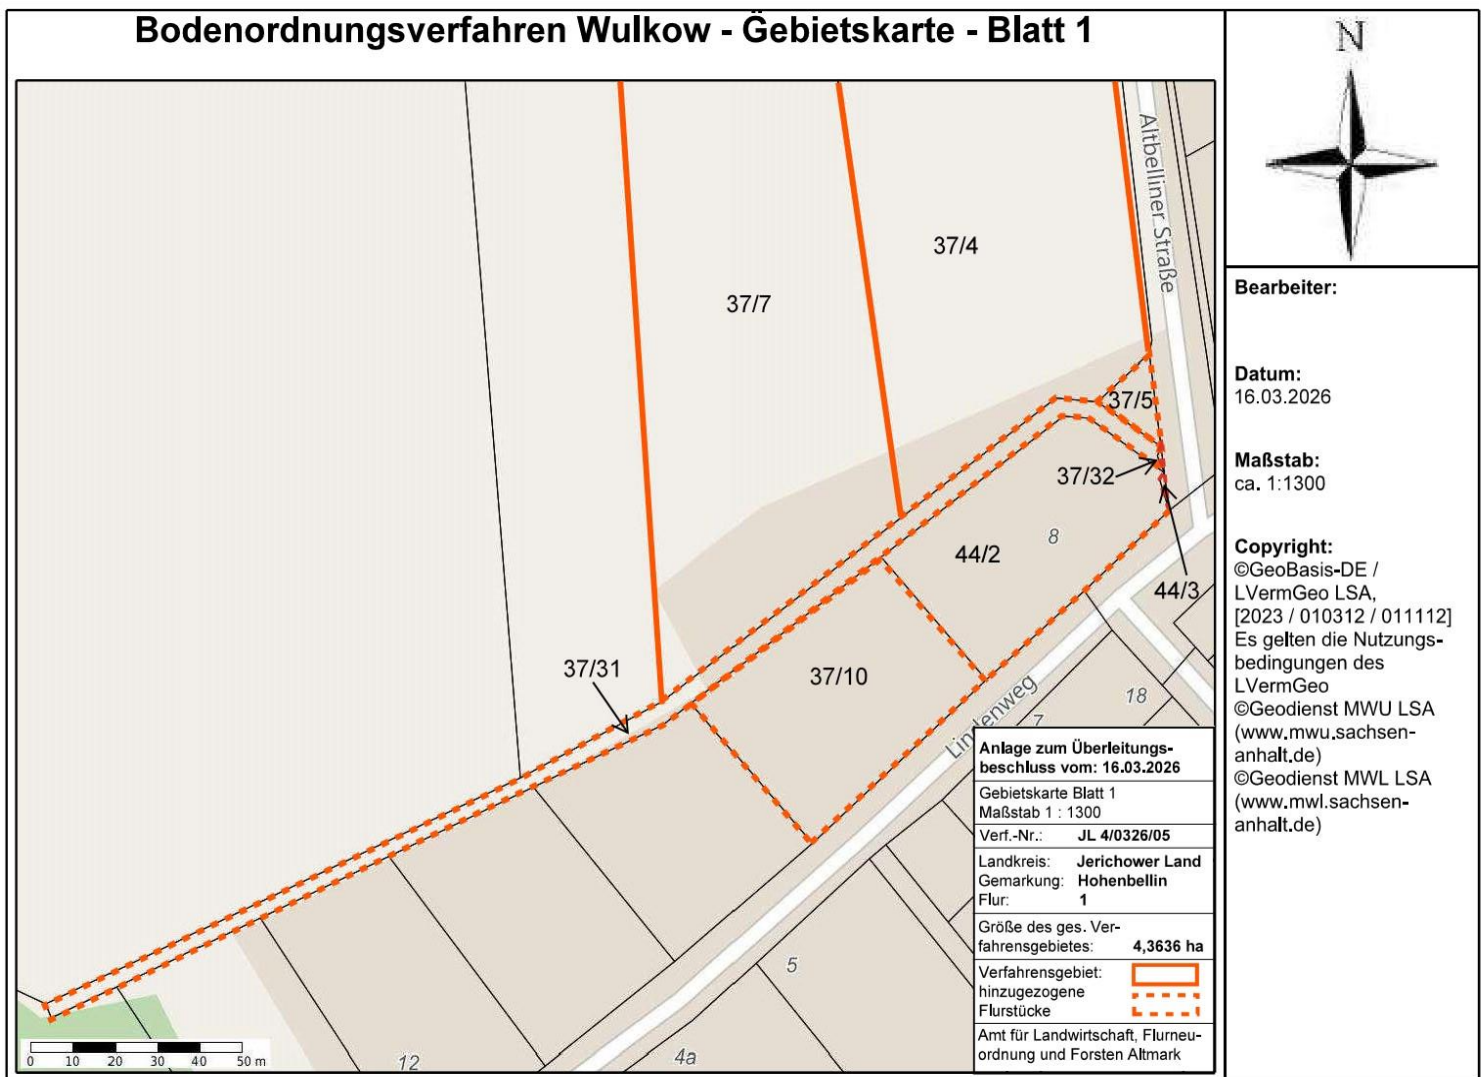 Bodenordnungsverfahren Wulkow - Gebietskarte - Blatt 1
N
Altbelliner Straße
37/4
37/7
37/5
37/32
8
44/2
44/3
37/31
37/10
18
7
Lindenweg
5
12
4a
0 10 20 30 40 50 m
Anlage zum Überleitungs-
beschluss vom: 16.03.2026
Gebietskarte Blatt 1
Maßstab 1 : 1300
Verf.-Nr.: JL 4/0326/05
Landkreis: Jerichower Land
Gemarkung: Hohenbellin
Flur: 1
Größe des ges. Ver-
fahrensgebietes: 4,3636 ha
Verfahrensgebiet:
hinzugezogene
Flurstücke
Amt für Landwirtschaft, Flurneu-
ordnung und Forsten Altmark
Bearbeiter:
Datum:
16.03.2026
Maßstab:
ca. 1:1300
Copyright:
©GeoBasis-DE /
LVermGeo LSA,
[2023 / 010312 / 011112]
Es gelten die Nutzungs-
bedingungen des
LVermGeo
©Geodienst MWU LSA
(www.mwu.sachsen-
anhalt.de)
©Geodienst MWL LSA
(www.mwl.sachsen-
anhalt.de)